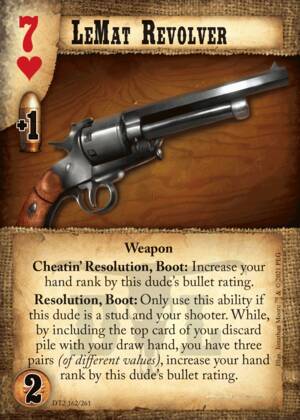 7
LeMat Revolver
+1
Weapon
Cheatin' Resolution, Boot: Increase your
hand rank by this dude's bullet rating.
Resolution, Boot: Only use this ability if
this dude is a stud and your shooter. While,
by including the top card of your discard
pile with your draw hand, you have three
pairs (of different values), increase your hand
rank by this dude's bullet rating.
2
DT2 162/261